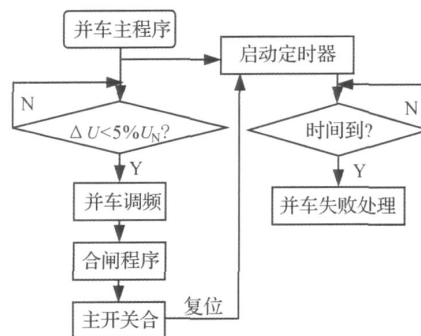 并车主程序
启动定时器
N
N
Δ U<5%U_N?
时间到?
Y
Y
并车调频
并车失败处理
合闸程序
主开关合
复位